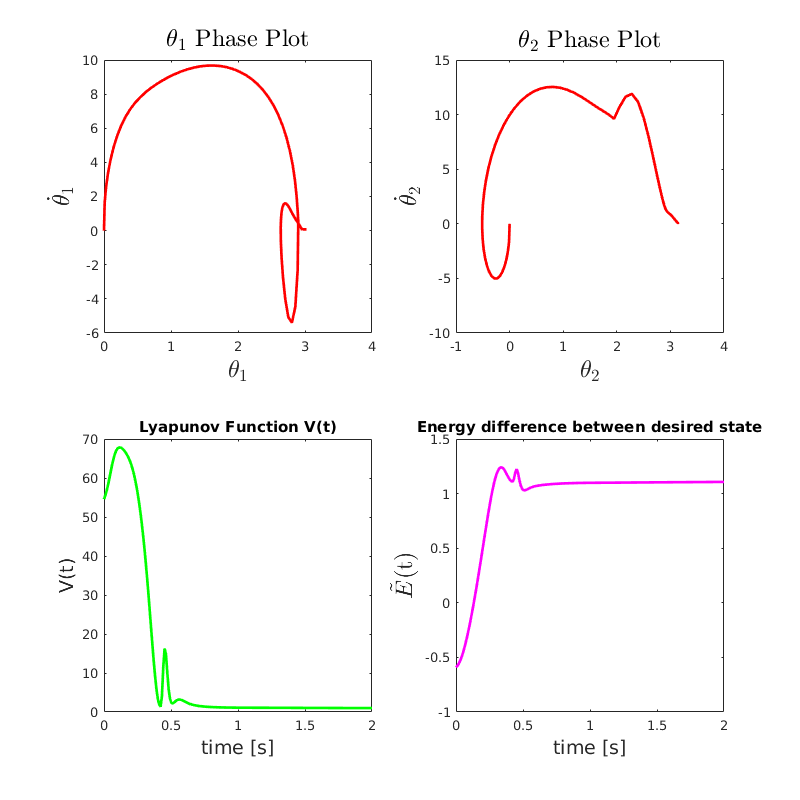 θ₁ Phase Plot
10
8
6
4
2
0
-2
-4
-6
0 1 2 3 4
θ̇₁
θ₁
θ₂ Phase Plot
15
10
5
0
-5
-10
-1 0 1 2 3 4
θ̇₂
θ₂
Lyapunov Function V(t)
70
60
50
40
30
20
10
0
0 0.5 1 1.5 2
V(t)
time [s]
Energy difference between desired state
1.5
1
0.5
0
-0.5
-1
0 0.5 1 1.5 2
Ẽ(t)
time [s]